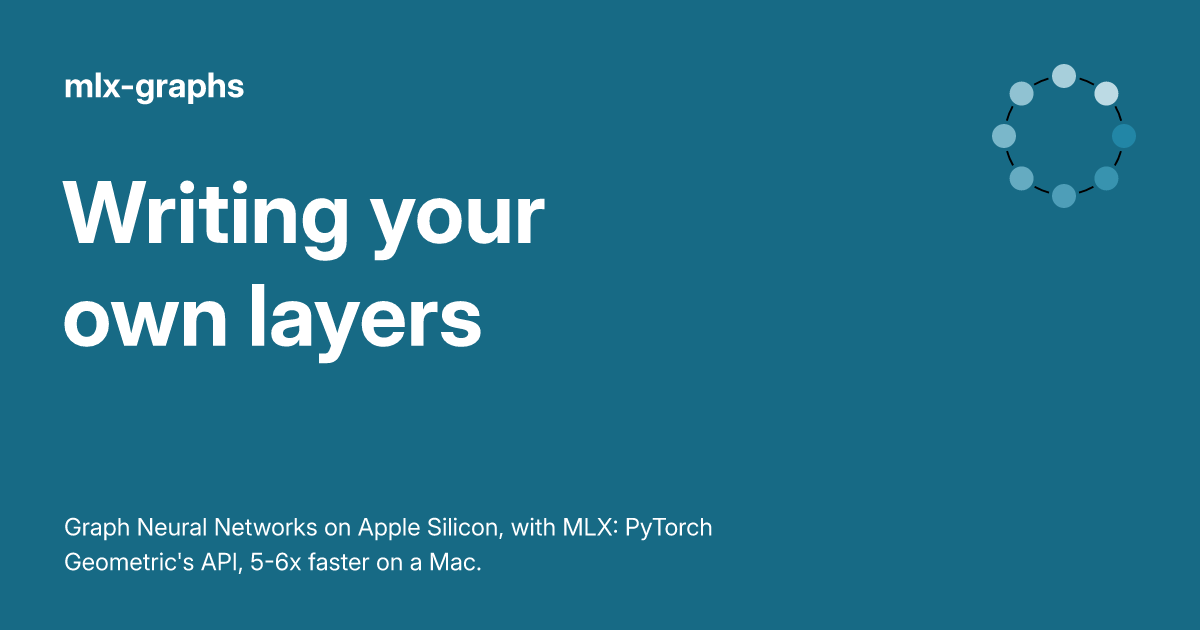 mlx-graphs
Writing your
own layers
Graph Neural Networks on Apple Silicon, with MLX: PyTorch
Geometric's API, 5-6x faster on a Mac.